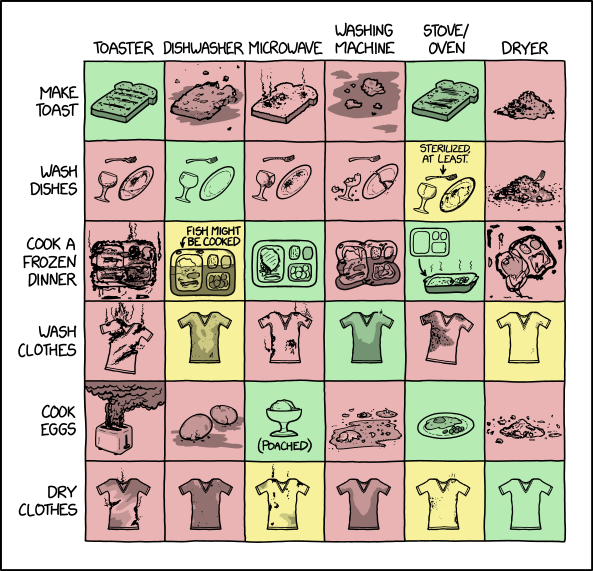 TOASTER DISHWASHER MICROWAVE WASHING MACHINE STOVE/ OVEN DRYER
MAKE
TOAST
WASH
DISHES
STERILIZED,
AT LEAST.
COOK A
FROZEN
DINNER
FISH MIGHT
BE COOKED
WASH
CLOTHES
COOK
EGGS
(POACHED)
DRY
CLOTHES